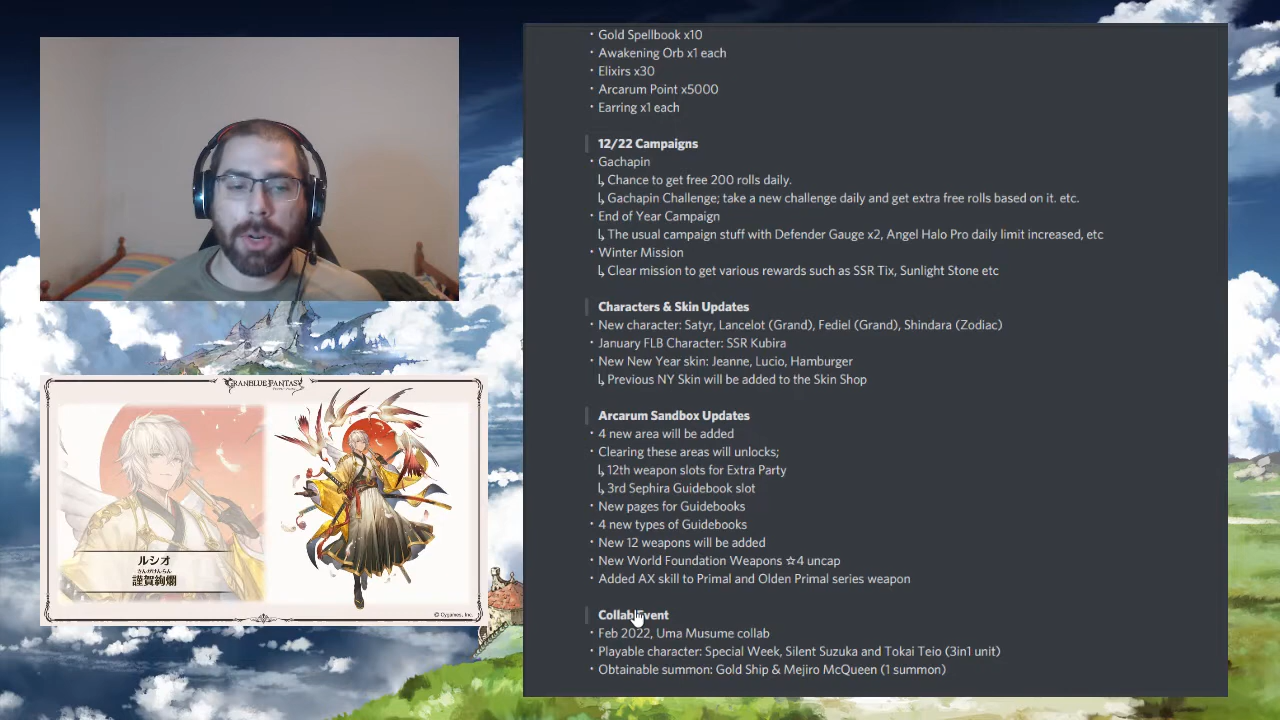 Gold Spellbook x10
Awakening Orb x1 each
Elixirs x30
Arcarum Point x5000
Earring x1 each
12/22 Campaigns
Gachapin
Chance to get free 200 rolls daily.
Gachapin Challenge; take a new challenge daily and get extra free rolls based on it. etc.
End of Year Campaign
The usual campaign stuff with Defender Gauge x2, Angel Halo Pro daily limit increased, etc
Winter Mission
Clear mission to get various rewards such as SSR Tix, Sunlight Stone etc
Characters & Skin Updates
New character: Satyr, Lancelot (Grand), Fediel (Grand), Shindara (Zodiac)
January FLB Character: SSR Kubira
New New Year skin: Jeanne, Lucio, Hamburger
Previous NY Skin will be added to the Skin Shop
Arcarum Sandbox Updates
4 new area will be added
Clearing these areas will unlocks;
12th weapon slots for Extra Party
3rd Sephira Guidebook slot
New pages for Guidebooks
4 new types of Guidebooks
New 12 weapons will be added
New World Foundation Weapons ☆4 uncap
Added AX skill to Primal and Olden Primal series weapon
Collab Event
Feb 2022, Uma Musume collab
Playable character: Special Week, Silent Suzuka and Tokai Teio (3in1 unit)
Obtainable summon: Gold Ship & Mejiro McQueen (1 summon)
GRANBLUE FANTASY
ルシオ
きんがけんらん
謹賀絢爛
© Cygames, Inc.